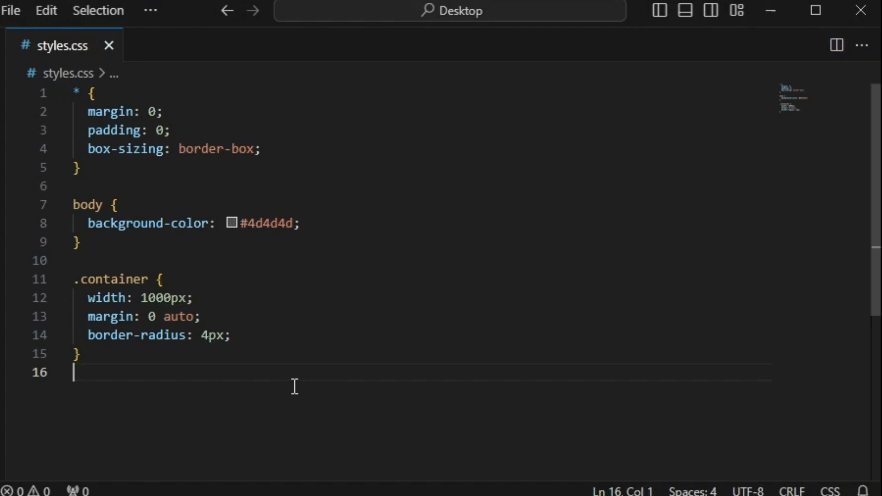 File Edit Selection ··· ← → Desktop
# styles.css ×
# styles.css > ...
1 * {
2   margin: 0;
3   padding: 0;
4   box-sizing: border-box;
5 }
6
7 body {
8   background-color: #4d4d4d;
9 }
10
11 .container {
12   width: 1000px;
13   margin: 0 auto;
14   border-radius: 4px;
15 }
16
0 0 0 Ln 16, Col 1 Spaces: 4 UTF-8 CRLF CSS